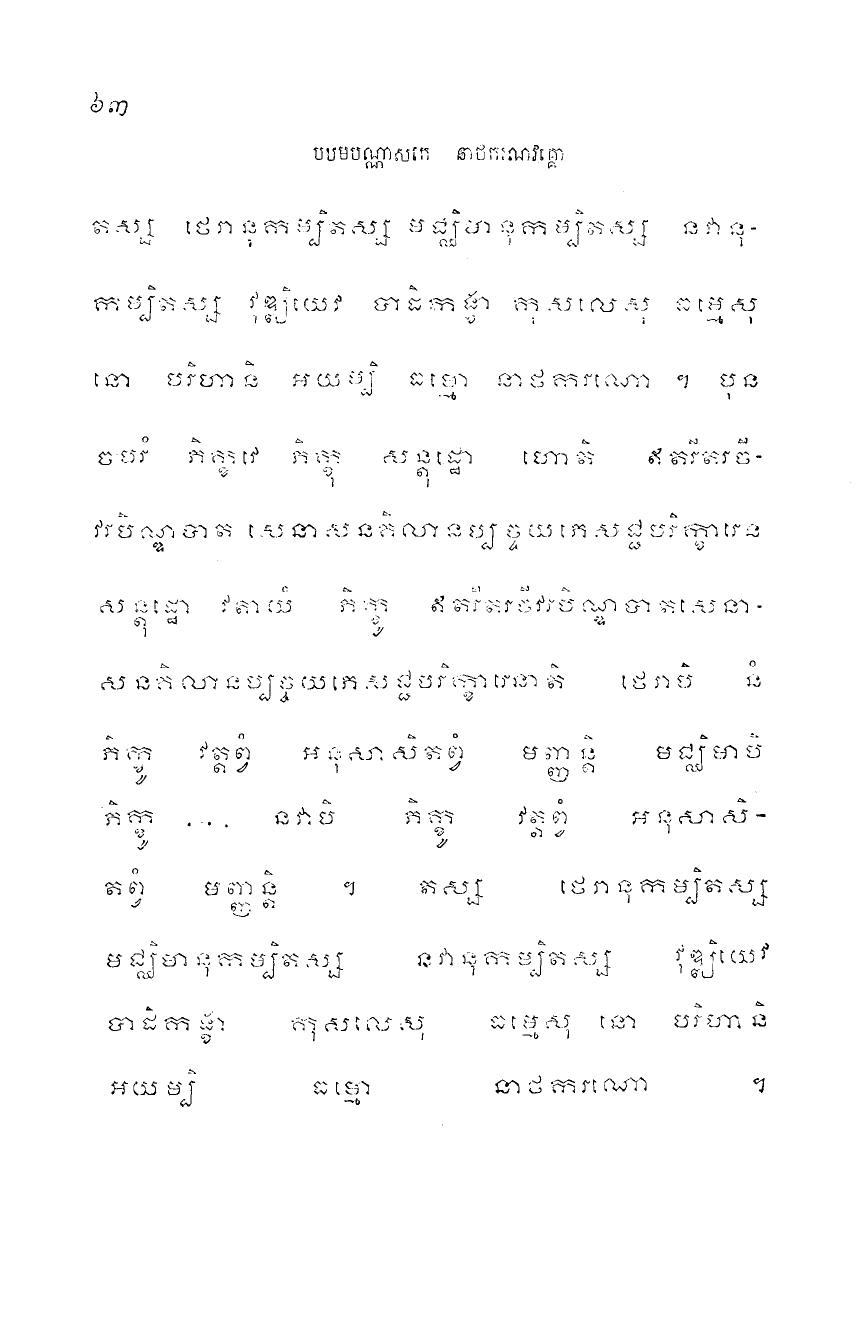 ៦៣
បឋមបណ្ណាសកេ នាថករណវគ្គោ
តស្ស ថេរានុកម្បិតស្ស មជ្ឈិមានុកម្បិតស្ស នវានុ-
កម្បិតស្ស វុឌ្ឍិយេវ បាដិកង្ខា កុសលេសុ ធម្មេសុ
នោ បរិហានិ អយម្បិ ធម្មោ នាថករណោ ។ បុន
ចបរំ ភិក្ខវេ ភិក្ខុ សន្តុដ្ឋោ ហោតិ ឥតរីតរចី-
វរបិណ្ឌបាត សេនាសនគិលានប្បច្ចយភេសជ្ជបរិក្ខារេន
សន្តុដ្ឋោ វតាយំ ភិក្ខុ ឥតរីតរចីវរបិណ្ឌបាតសេនា-
សនគិលានប្បច្ចយភេសជ្ជបរិក្ខារេនាតិ ថេរាបិ នំ
ភិក្ខូ វត្តព្វំ អនុសាសិតព្វំ មញ្ញន្តិ មជ្ឈិមាបិ
ភិក្ខូ ... នវាបិ ភិក្ខូ វត្តព្វំ អនុសាសិ-
តព្វំ មញ្ញន្តិ ។ តស្ស ថេរានុកម្បិតស្ស
មជ្ឈិមានុកម្បិតស្ស នវានុកម្បិតស្ស វុឌ្ឍិយេវ
បាដិកង្ខា កុសលេសុ ធម្មេសុ នោ បរិហានិ
អយម្បិ ធម្មោ នាថករណោ ។